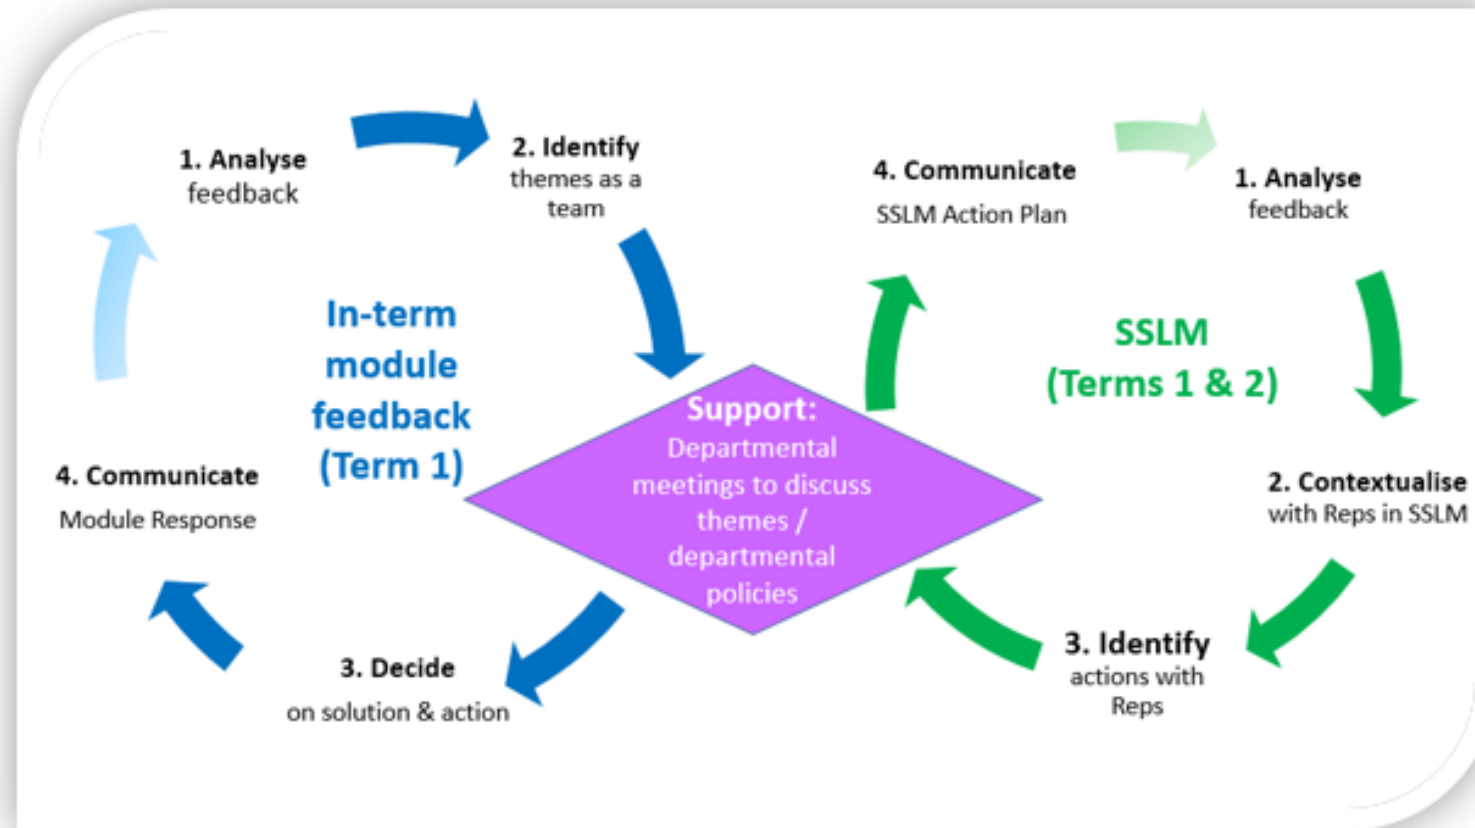 1. Analyse
feedback
2. Identify
themes as a
team
In-term
module
feedback
(Term 1)
4. Communicate
Module Response
3. Decide
on solution & action
Support:
Departmental
meetings to discuss
themes /
departmental
policies
4. Communicate
SSLM Action Plan
1. Analyse
feedback
SSLM
(Terms 1 & 2)
2. Contextualise
with Reps in SSLM
3. Identify
actions with
Reps